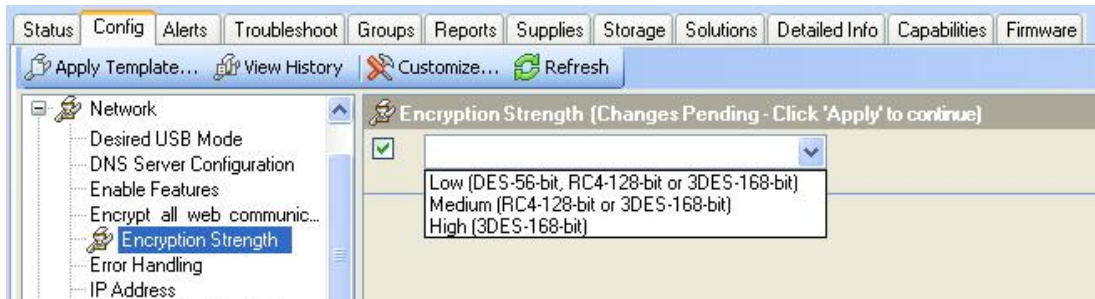 Status Config Alerts Troubleshoot Groups Reports Supplies Storage Solutions Detailed Info Capabilities Firmware
Apply Template... View History Customize... Refresh
Network
Desired USB Mode
DNS Server Configuration
Enable Features
Encrypt all web communic...
Encryption Strength
Error Handling
IP Address
Encryption Strength (Changes Pending - Click 'Apply' to continue)
Low (DES-56-bit, RC4-128-bit or 3DES-168-bit)
Medium (RC4-128-bit or 3DES-168-bit)
High (3DES-168-bit)